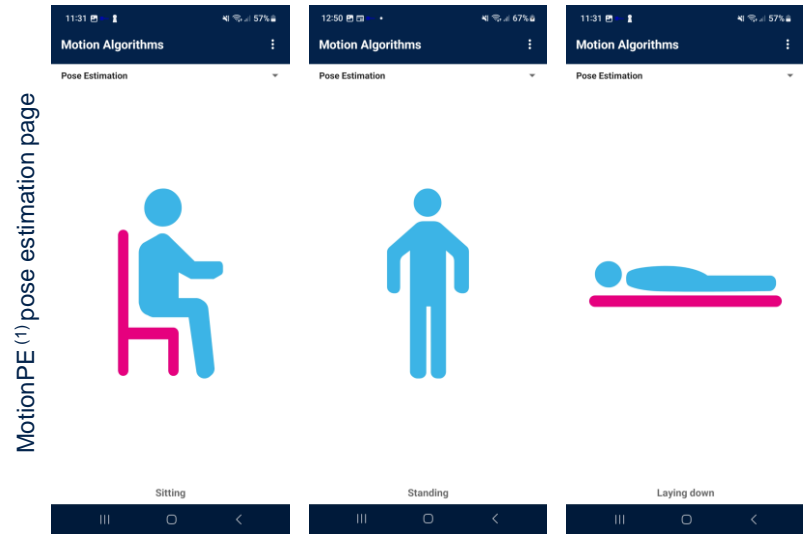 MotionPE (1) pose estimation page
11:31
57%
Motion Algorithms
Pose Estimation
Sitting
12:50
67%
Motion Algorithms
Pose Estimation
Standing
11:31
57%
Motion Algorithms
Pose Estimation
Laying down